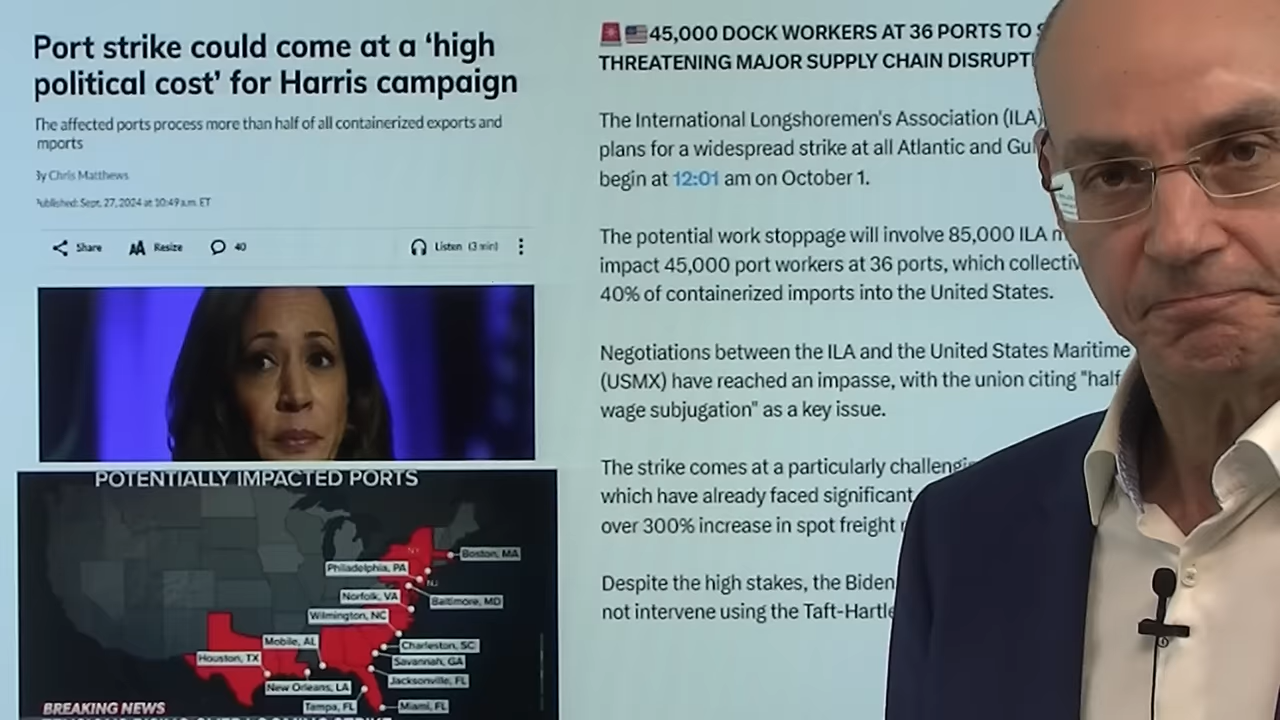 Port strike could come at a ‘high
political cost’ for Harris campaign
The affected ports process more than half of all containerized exports and
mports
By Chris Matthews
Published: Sept. 27, 2024 at 10:49 a.m. ET
Share AA Resize 40 Listen (3 min)
POTENTIALLY IMPACTED PORTS
NY
Boston, MA
Philadelphia, PA
NJ
Norfolk, VA
Baltimore, MD
Wilmington, NC
Mobile, AL
Charleston, SC
Houston, TX
Savannah, GA
Jacksonville, FL
New Orleans, LA
Tampa, FL
Miami, FL
BREAKING NEWS
45,000 DOCK WORKERS AT 36 PORTS TO
THREATENING MAJOR SUPPLY CHAIN DISRUPT
The International Longshoremen's Association (ILA)
plans for a widespread strike at all Atlantic and Gu
begin at 12:01 am on October 1.
The potential work stoppage will involve 85,000 ILA
impact 45,000 port workers at 36 ports, which collectiv
40% of containerized imports into the United States.
Negotiations between the ILA and the United States Maritime
(USMX) have reached an impasse, with the union citing "half
wage subjugation" as a key issue.
The strike comes at a particularly challengin
which have already faced significant
over 300% increase in spot freight
Despite the high stakes, the Biden
not intervene using the Taft-Hartle